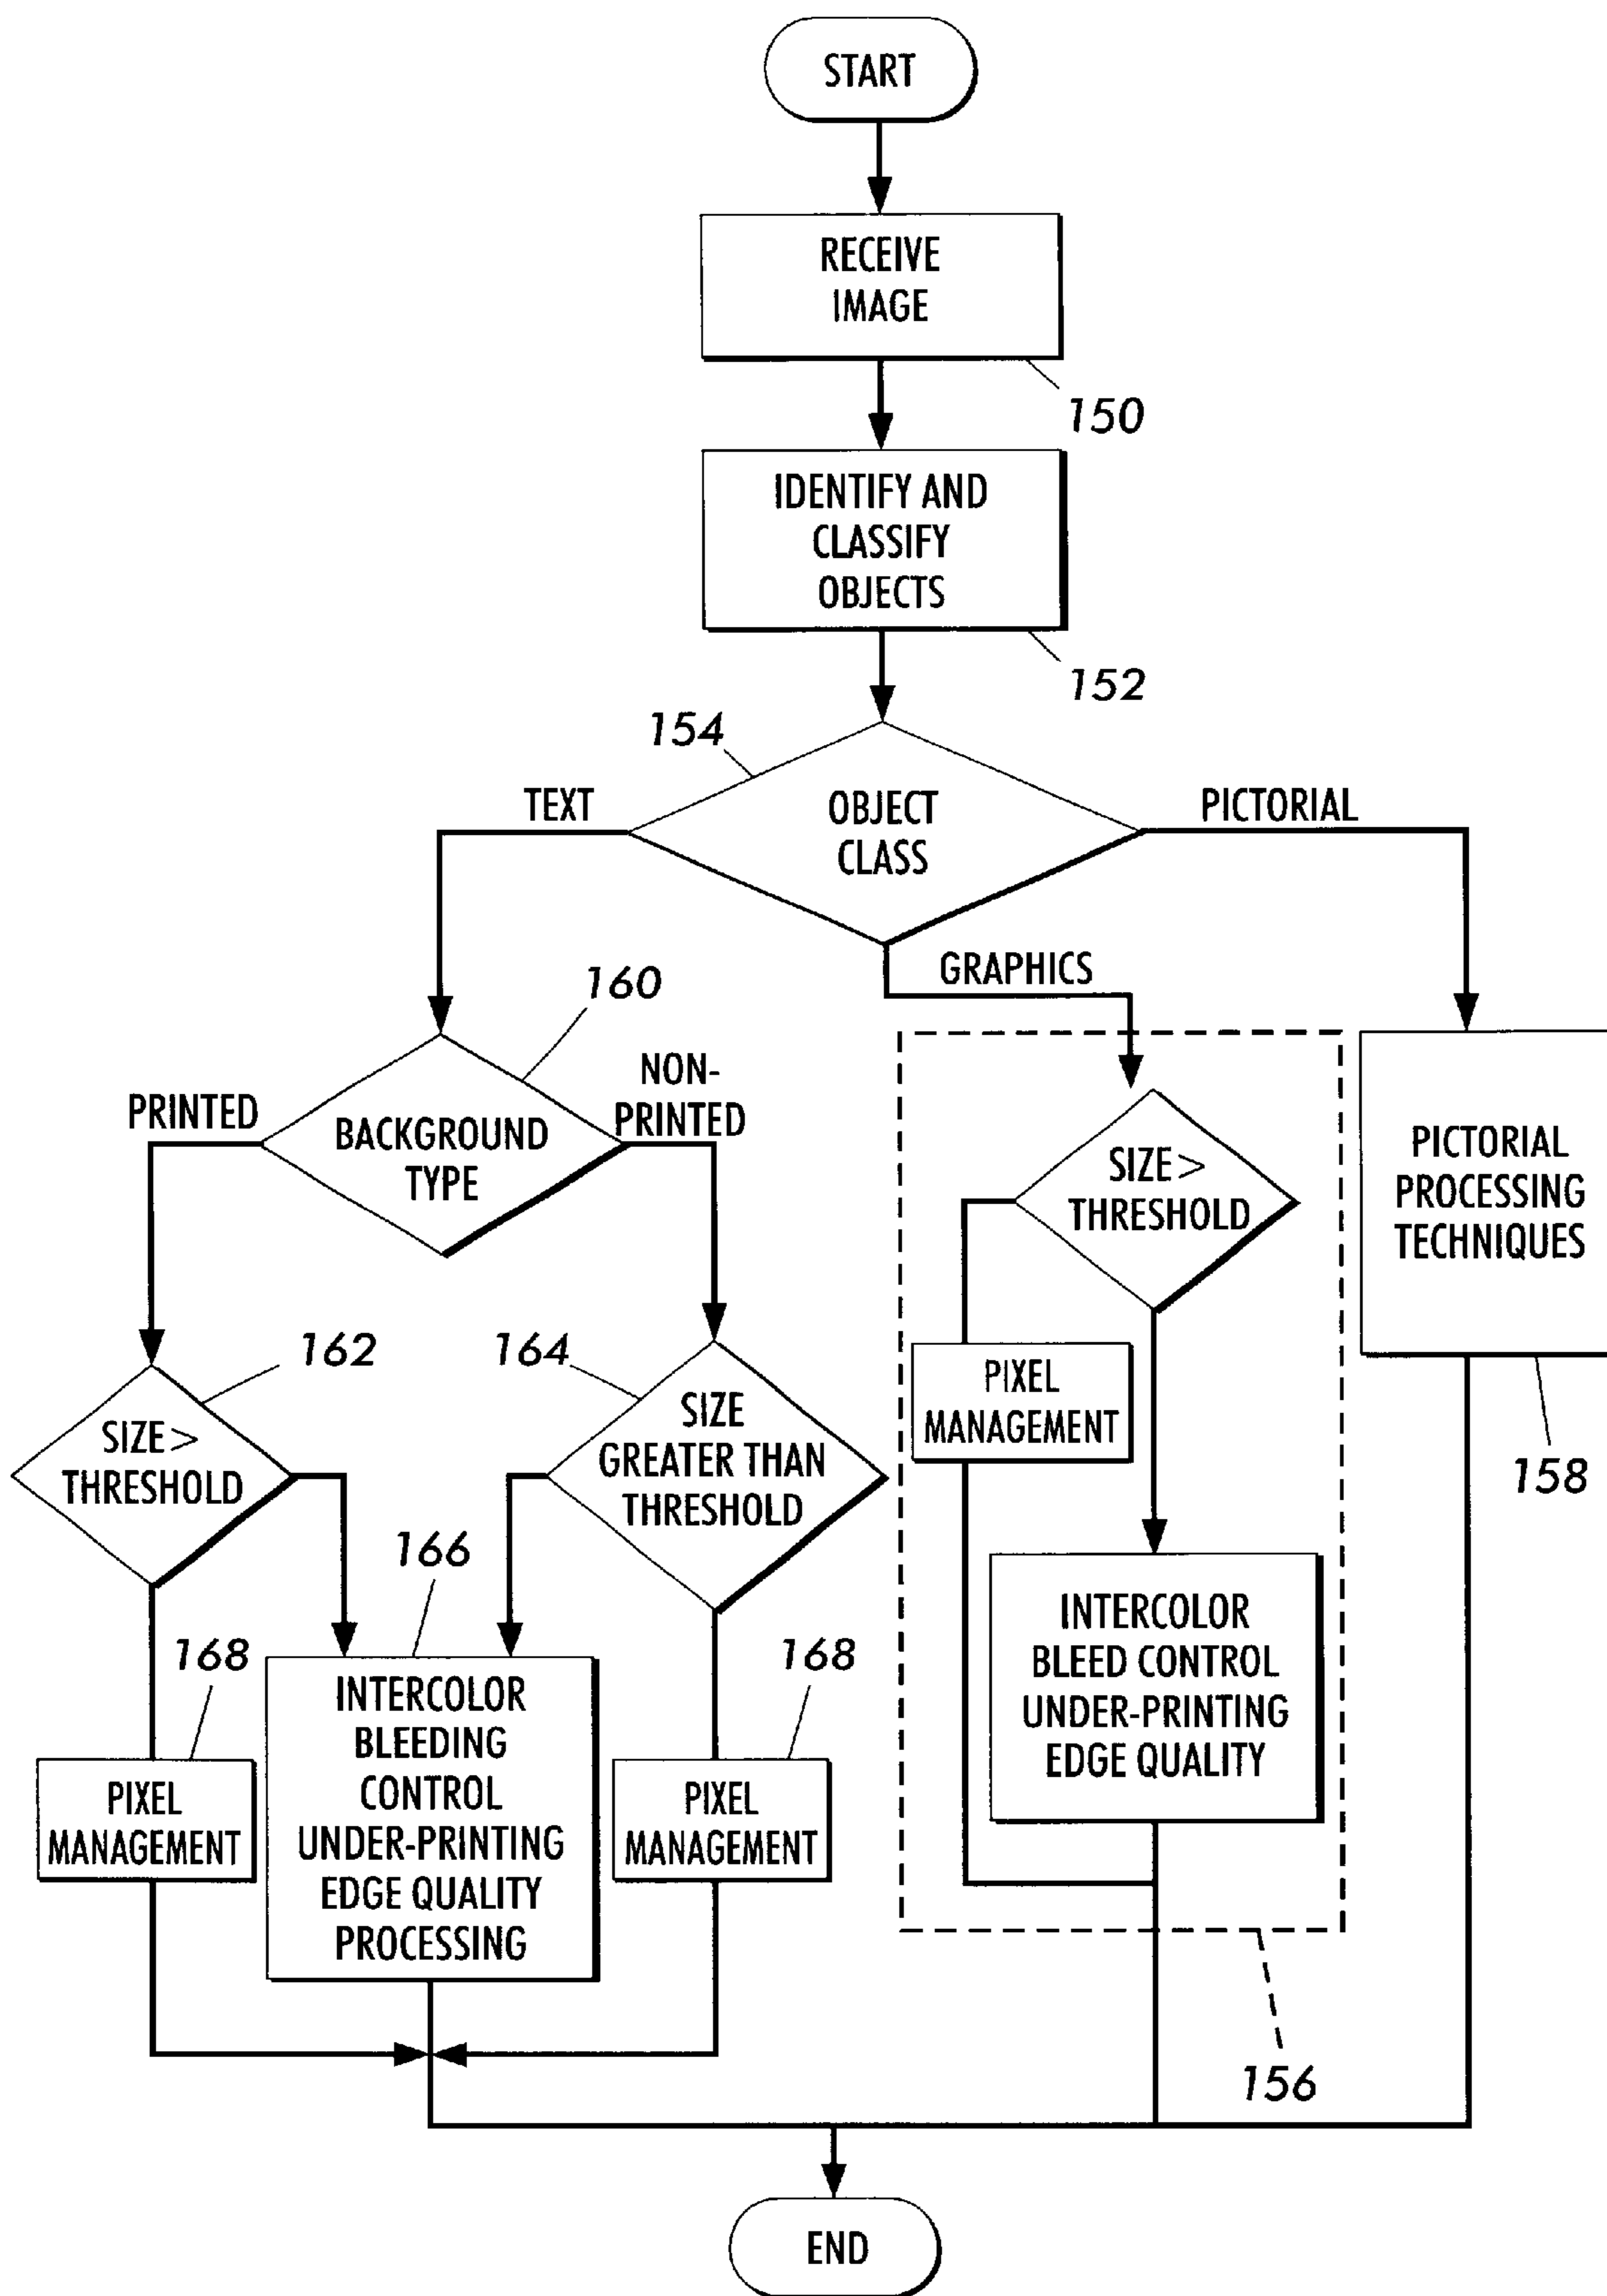 START
RECEIVE
IMAGE
150
IDENTIFY AND
CLASSIFY
OBJECTS
152
154
TEXT
OBJECT
CLASS
PICTORIAL
GRAPHICS
160
PRINTED
BACKGROUND
TYPE
NON-
PRINTED
SIZE >
THRESHOLD
PICTORIAL
PROCESSING
TECHNIQUES
158
162
SIZE >
THRESHOLD
164
SIZE
GREATER THAN
THRESHOLD
PIXEL
MANAGEMENT
166
168
PIXEL
MANAGEMENT
INTERCOLOR
BLEEDING
CONTROL
UNDER-PRINTING
EDGE QUALITY
PROCESSING
168
PIXEL
MANAGEMENT
INTERCOLOR
BLEED CONTROL
UNDER-PRINTING
EDGE QUALITY
156
END